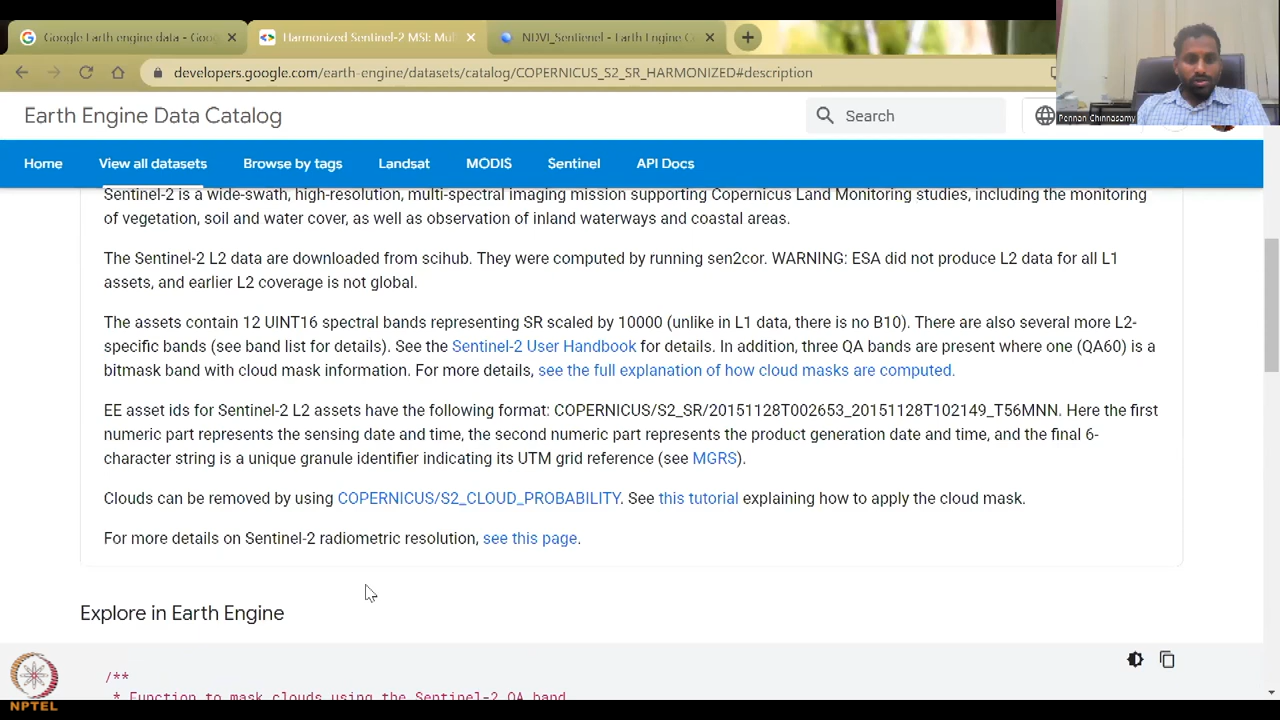 Google Earth engine data - Goo
Harmonized Sentinel-2 MSI: Mul
NDVI_Sentienel - Earth Engine C
developers.google.com/earth-engine/datasets/catalog/COPERNICUS_S2_SR_HARMONIZED#description
Pennan Chinnasamy
Earth Engine Data Catalog
Search
Home
View all datasets
Browse by tags
Landsat
MODIS
Sentinel
API Docs
Sentinel-2 is a wide-swath, high-resolution, multi-spectral imaging mission supporting Copernicus Land Monitoring studies, including the monitoring
of vegetation, soil and water cover, as well as observation of inland waterways and coastal areas.
The Sentinel-2 L2 data are downloaded from scihub. They were computed by running sen2cor. WARNING: ESA did not produce L2 data for all L1
assets, and earlier L2 coverage is not global.
The assets contain 12 UINT16 spectral bands representing SR scaled by 10000 (unlike in L1 data, there is no B10). There are also several more L2-
specific bands (see band list for details). See the Sentinel-2 User Handbook for details. In addition, three QA bands are present where one (QA60) is a
bitmask band with cloud mask information. For more details, see the full explanation of how cloud masks are computed.
EE asset ids for Sentinel-2 L2 assets have the following format: COPERNICUS/S2_SR/20151128T002653_20151128T102149_T56MNN. Here the first
numeric part represents the sensing date and time, the second numeric part represents the product generation date and time, and the final 6-
character string is a unique granule identifier indicating its UTM grid reference (see MGRS).
Clouds can be removed by using COPERNICUS/S2_CLOUD_PROBABILITY. See this tutorial explaining how to apply the cloud mask.
For more details on Sentinel-2 radiometric resolution, see this page.
Explore in Earth Engine
/**
* Function to mask clouds using the Sentinel-2 QA band
NPTEL